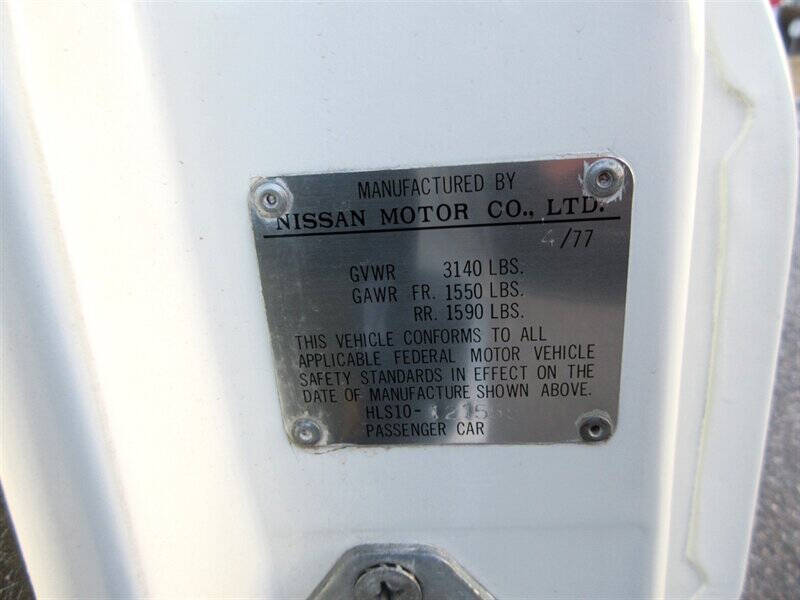 MANUFACTURED BY
NISSAN MOTOR CO., LTD.
4/77
GVWR 3140 LBS.
GAWR FR. 1550 LBS.
RR. 1590 LBS.
THIS VEHICLE CONFORMS TO ALL
APPLICABLE FEDERAL MOTOR VEHICLE
SAFETY STANDARDS IN EFFECT ON THE
DATE OF MANUFACTURE SHOWN ABOVE.
HLS10-
PASSENGER CAR